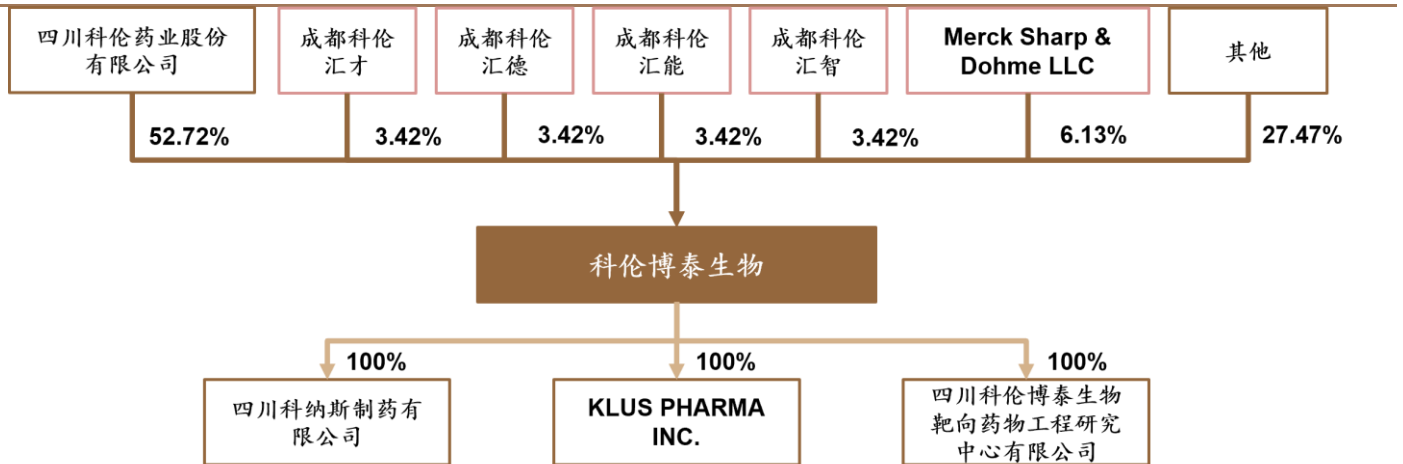 四川科伦药业股份
有限公司
成都科伦
汇才
成都科伦
汇德
成都科伦
汇能
成都科伦
汇智
Merck Sharp &
Dohme LLC
其他
52.72%
3.42%
3.42%
3.42%
3.42%
6.13%
27.47%
科伦博泰生物
100%
100%
100%
四川科纳斯制药有
限公司
KLUS PHARMA
INC.
四川科伦博泰生物
靶向药物工程研究
中心有限公司